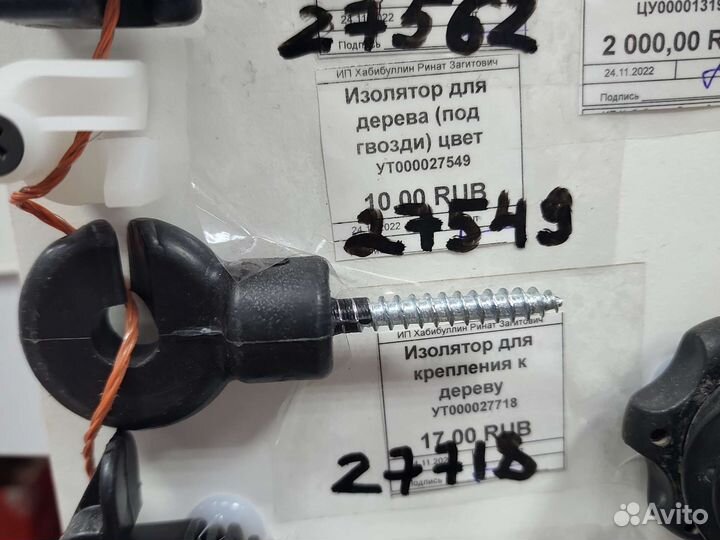 27562
24.11.2022
Подпись
ЦУ00001319
2 000,00 R
24.11.2022
Подпись
ИП Хабибуллин Ринат Загитович
Изолятор для
дерева (под
гвозди) цвет
УТ000027549
10,00 RUB
27549
ИП Хабибуллин Ринат Загитович
Изолятор для
крепления к
дереву
УТ000027718
17,00 RUB
27718
Подпись
Avito